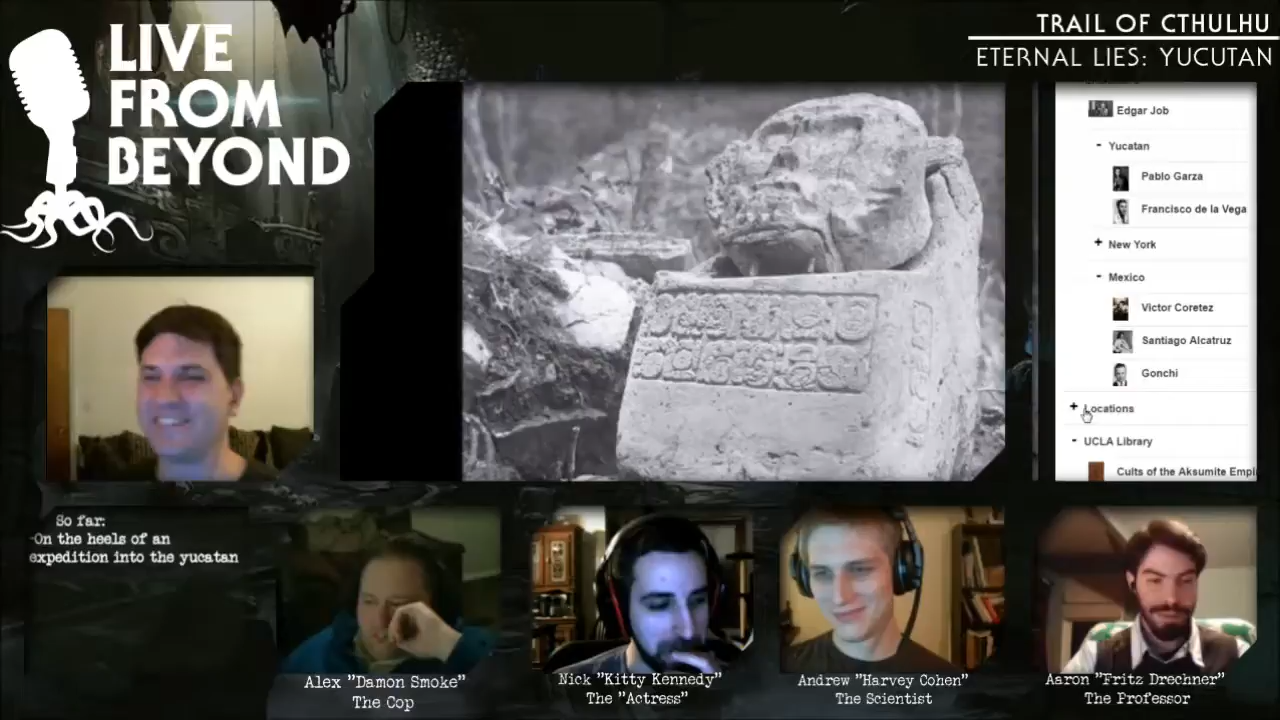 LIVE
FROM
BEYOND
TRAIL OF CTHULHU
ETERNAL LIES: YUCUTAN
Edgar Job
- Yucatan
Pablo Garza
Francisco de la Vega
+ New York
- Mexico
Victor Coretez
Santiago Alcatruz
Gonchi
+ Locations
- UCLA Library
Cults of the Aksumite Empi
So far:
-On the heels of an
expedition into the yucatan
Alex "Damon Smoke"
The Cop
Nick "Kitty Kennedy"
The "Actress"
Andrew "Harvey Cohen"
The Scientist
Aaron "Fritz Drechner"
The Professor